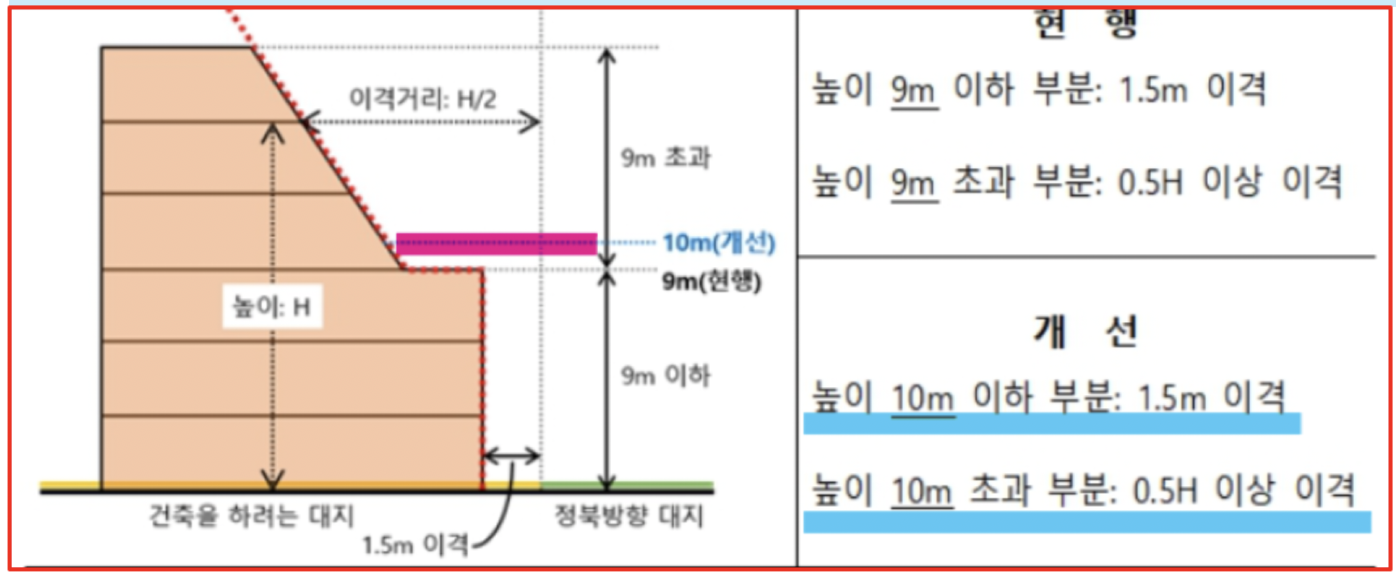 이격거리: H/2
9m 초과
10m(개선)
9m(현행)
높이: H
9m 이하
건축을 하려는 대지
정북방향 대지
1.5m 이격
현 행
높이 9m 이하 부분: 1.5m 이격
높이 9m 초과 부분: 0.5H 이상 이격
개 선
높이 10m 이하 부분: 1.5m 이격
높이 10m 초과 부분: 0.5H 이상 이격